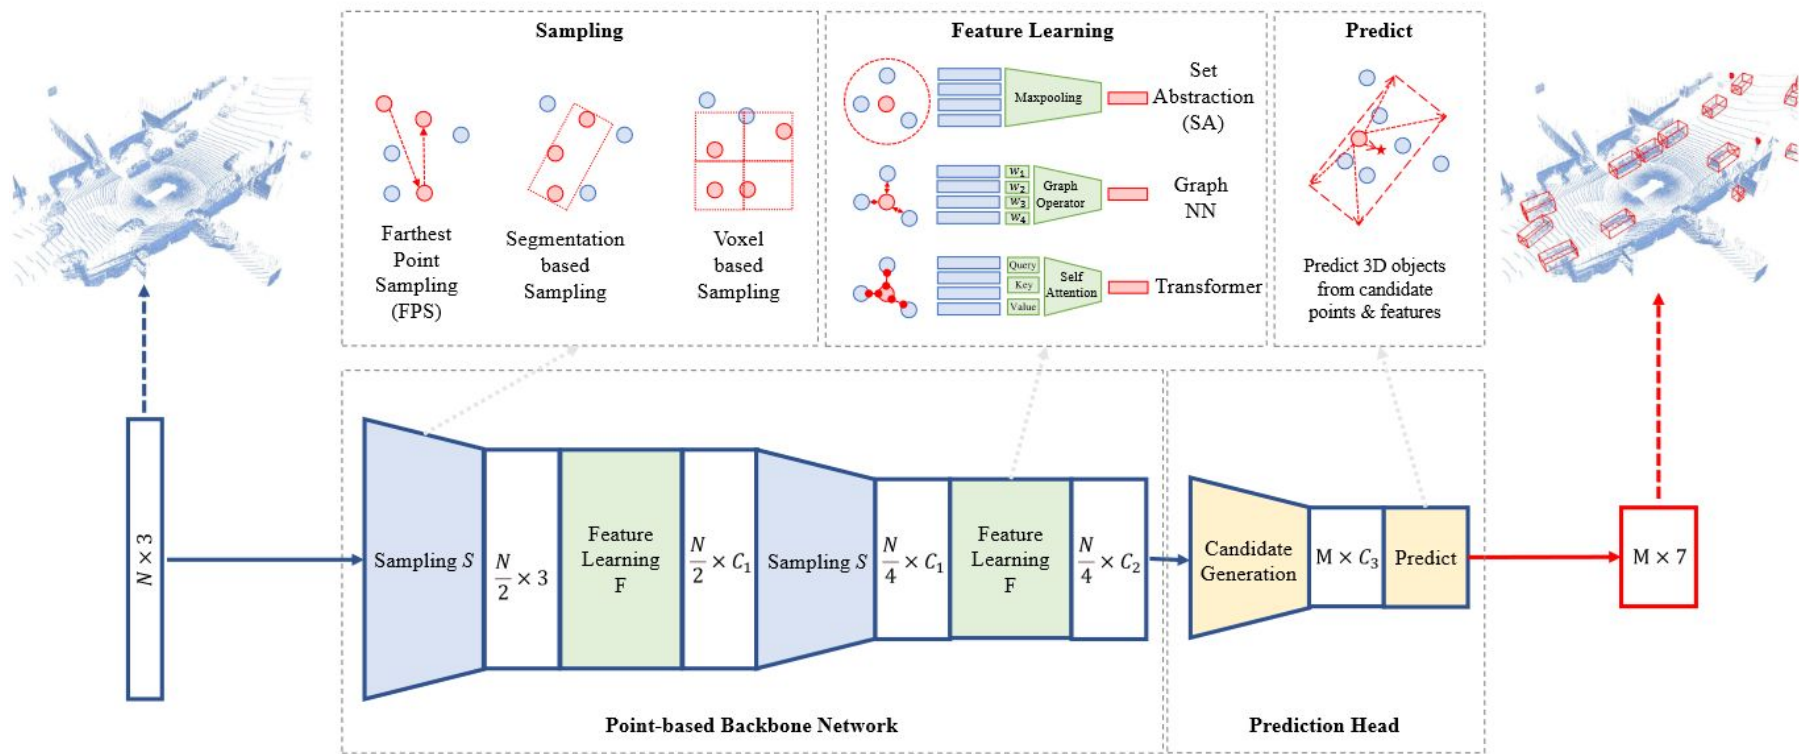 Sampling
Farthest
Point
Sampling
(FPS)
Segmentation
based
Sampling
Voxel
based
Sampling
Feature Learning
Maxpooling
Set
Abstraction
(SA)
w₁
w₂
w₃
w₄
Graph
Operator
Graph
NN
Query
Key
Value
Self
Attention
Transformer
Predict
Predict 3D objects
from candidate
points & features
N × 3
Sampling S
N/2 × 3
Feature
Learning
F
N/2 × C₁
Sampling S
N/4 × C₁
Feature
Learning
F
N/4 × C₂
Point-based Backbone Network
Candidate
Generation
M × C₃
Predict
Prediction Head
M × 7